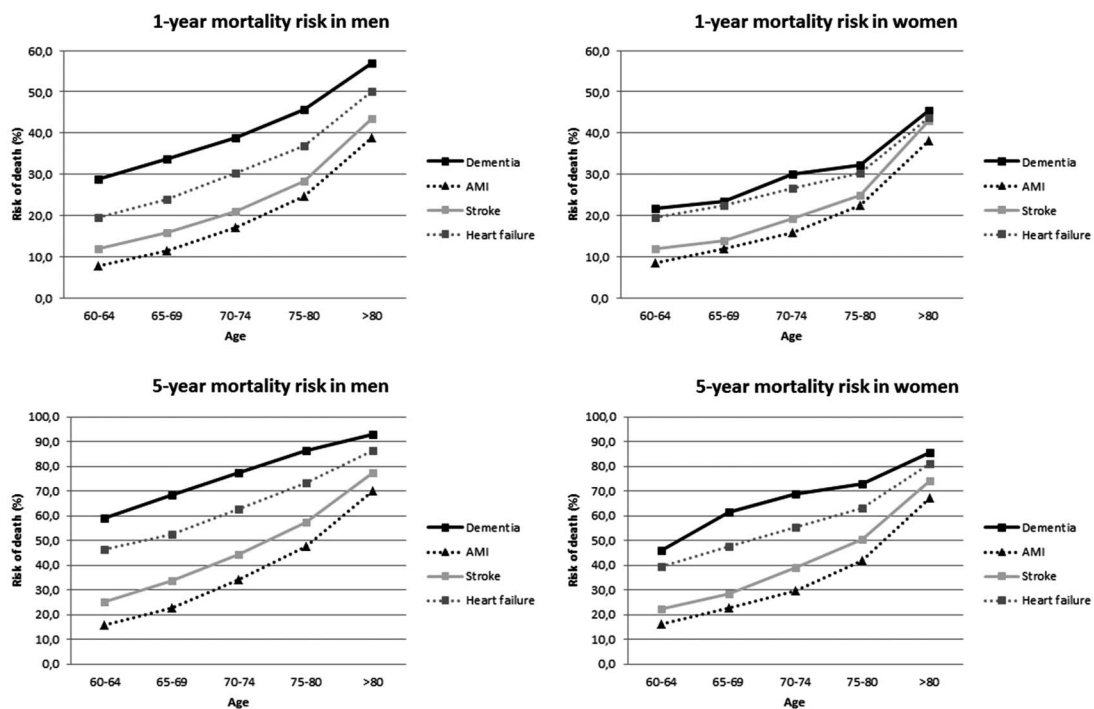 1-year mortality risk in men
60,0
50,0
40,0
30,0
20,0
10,0
0,0
Risk of death (%)
60-64 65-69 70-74 75-80 >80
Age
Dementia
AMI
Stroke
Heart failure
1-year mortality risk in women
60,0
50,0
40,0
30,0
20,0
10,0
0,0
Risk of death (%)
60-64 65-69 70-74 75-80 >80
Age
Dementia
AMI
Stroke
Heart failure
5-year mortality risk in men
100,0
90,0
80,0
70,0
60,0
50,0
40,0
30,0
20,0
10,0
0,0
Risk of death (%)
60-64 65-69 70-74 75-80 >80
Age
Dementia
AMI
Stroke
Heart failure
5-year mortality risk in women
100,0
90,0
80,0
70,0
60,0
50,0
40,0
30,0
20,0
10,0
0,0
Risk of death (%)
60-64 65-69 70-74 75-80 >80
Age
Dementia
AMI
Stroke
Heart failure